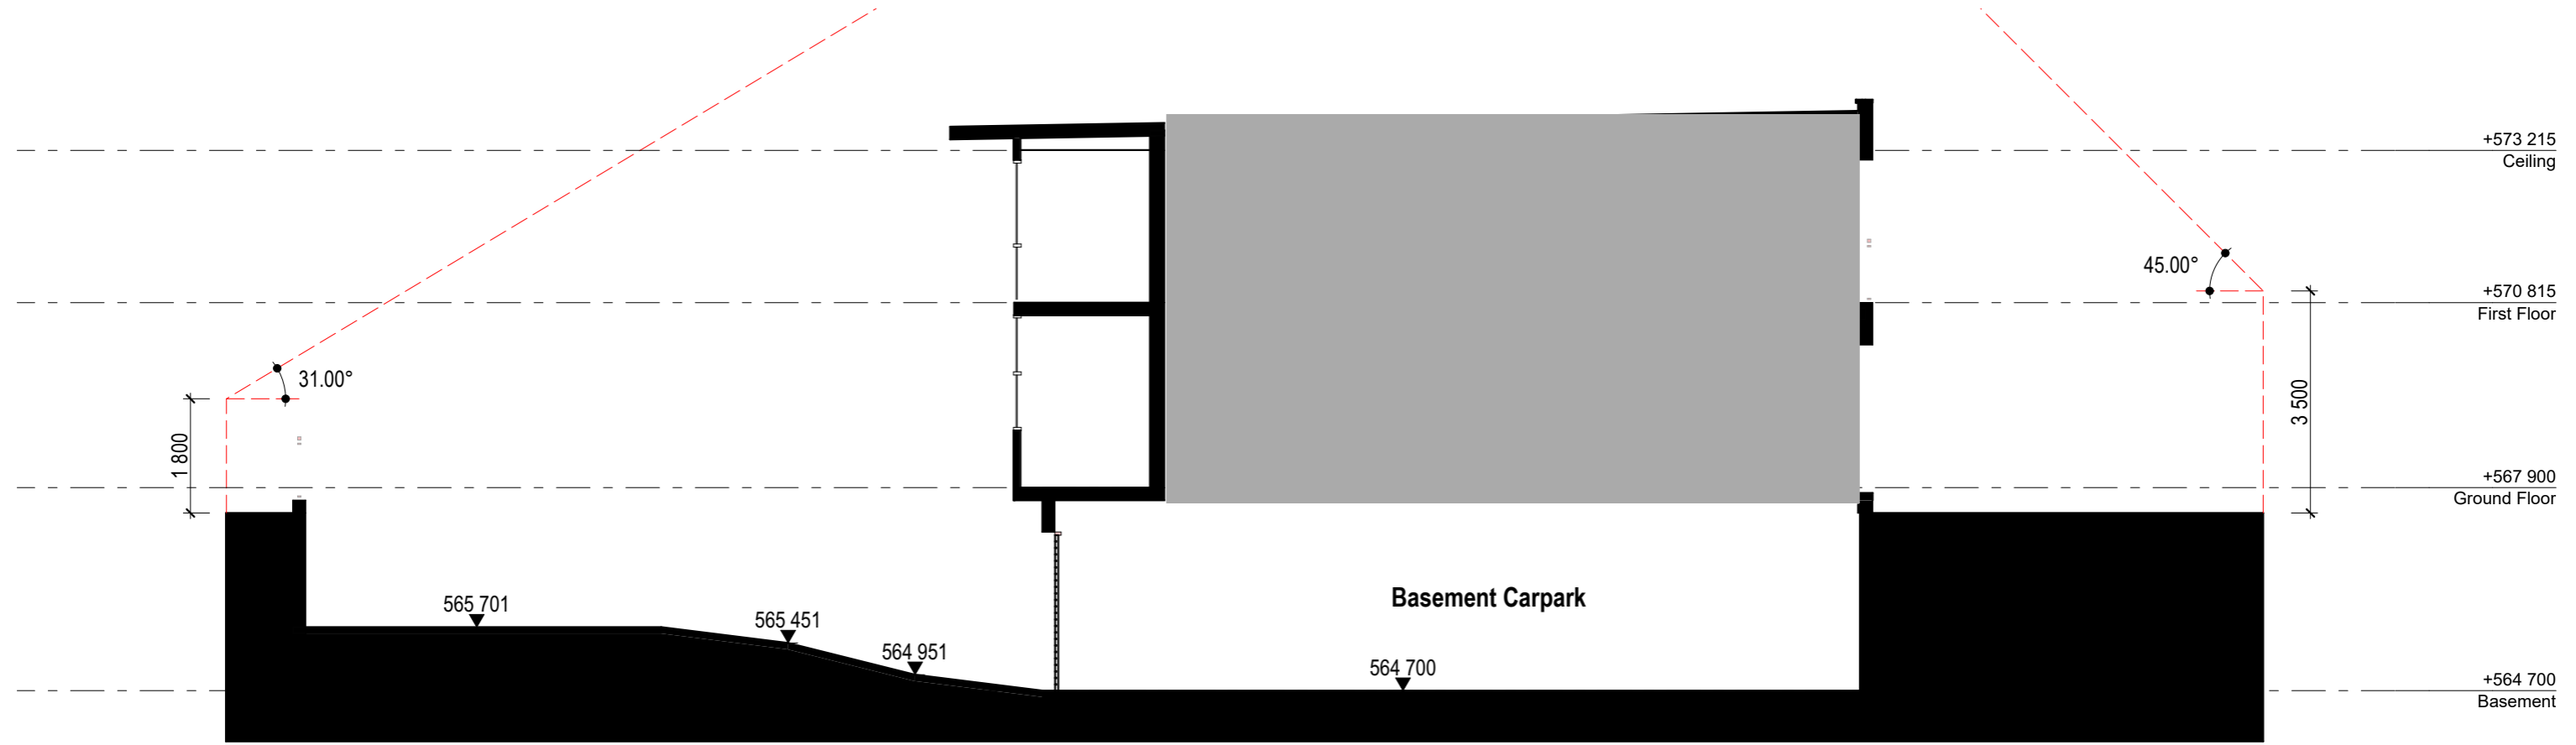 +573 215
Ceiling
45.00°
+570 815
First Floor
31.00°
1 800
3 500
+567 900
Ground Floor
Basement Carpark
565 701
565 451
564 951
564 700
+564 700
Basement